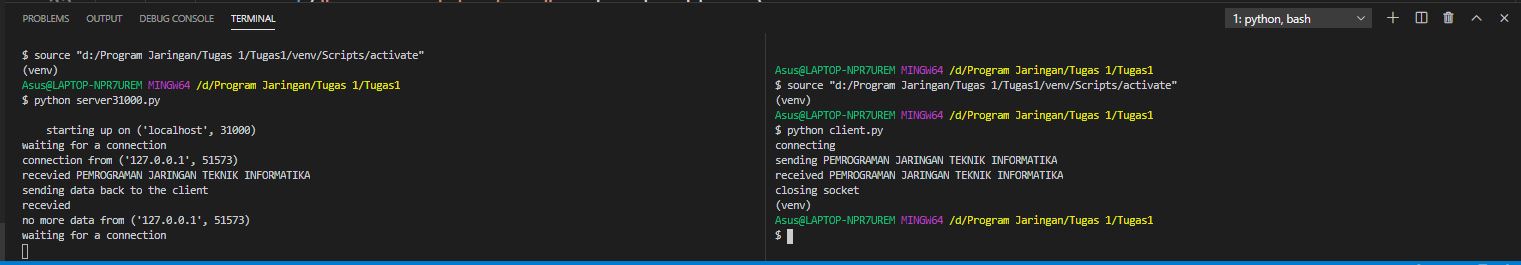 PROBLEMS OUTPUT DEBUG CONSOLE TERMINAL 1: python, bash
$ source "d:/Program Jaringan/Tugas 1/Tugas1/venv/Scripts/activate"
(venv)
Asus@LAPTOP-NPR7UREM MINGW64 /d/Program Jaringan/Tugas 1/Tugas1
$ python server31000.py
starting up on ('localhost', 31000)
waiting for a connection
connection from ('127.0.0.1', 51573)
recevied PEMROGRAMAN JARINGAN TEKNIK INFORMATIKA
sending data back to the client
recevied
no more data from ('127.0.0.1', 51573)
waiting for a connection
Asus@LAPTOP-NPR7UREM MINGW64 /d/Program Jaringan/Tugas 1/Tugas1
$ source "d:/Program Jaringan/Tugas 1/Tugas1/venv/Scripts/activate"
(venv)
Asus@LAPTOP-NPR7UREM MINGW64 /d/Program Jaringan/Tugas 1/Tugas1
$ python client.py
connecting
sending PEMROGRAMAN JARINGAN TEKNIK INFORMATIKA
received PEMROGRAMAN JARINGAN TEKNIK INFORMATIKA
closing socket
(venv)
Asus@LAPTOP-NPR7UREM MINGW64 /d/Program Jaringan/Tugas 1/Tugas1
$